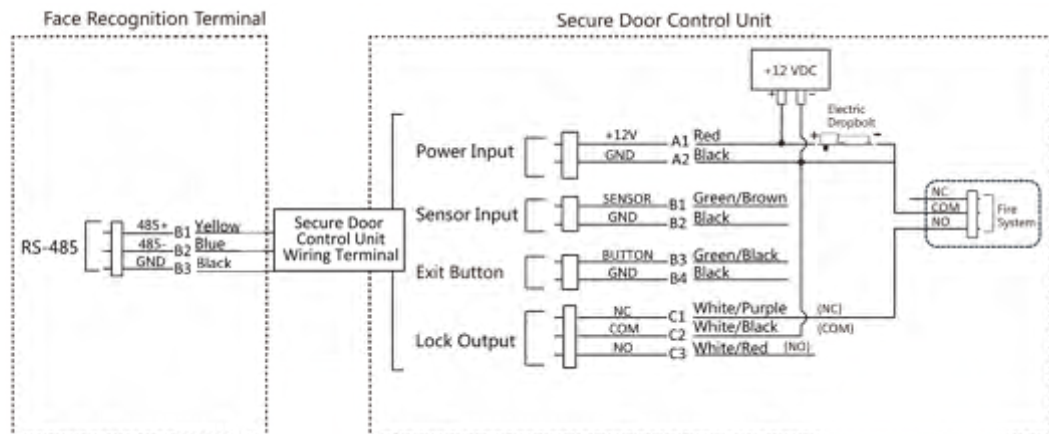 Face Recognition Terminal
Secure Door Control Unit
+12 VDC
+ −
Electric
Dropbolt
+ −
Power Input
+12V A1 Red
GND A2 Black
Sensor Input
SENSOR B1 Green/Brown
GND B2 Black
NC
COM
NO
Fire
System
RS-485
485+ B1 Yellow
485- B2 Blue
GND B3 Black
Secure Door
Control Unit
Wiring Terminal
Exit Button
BUTTON B3 Green/Black
GND B4 Black
Lock Output
NC C1 White/Purple (NC)
COM C2 White/Black (COM)
NO C3 White/Red (NO)